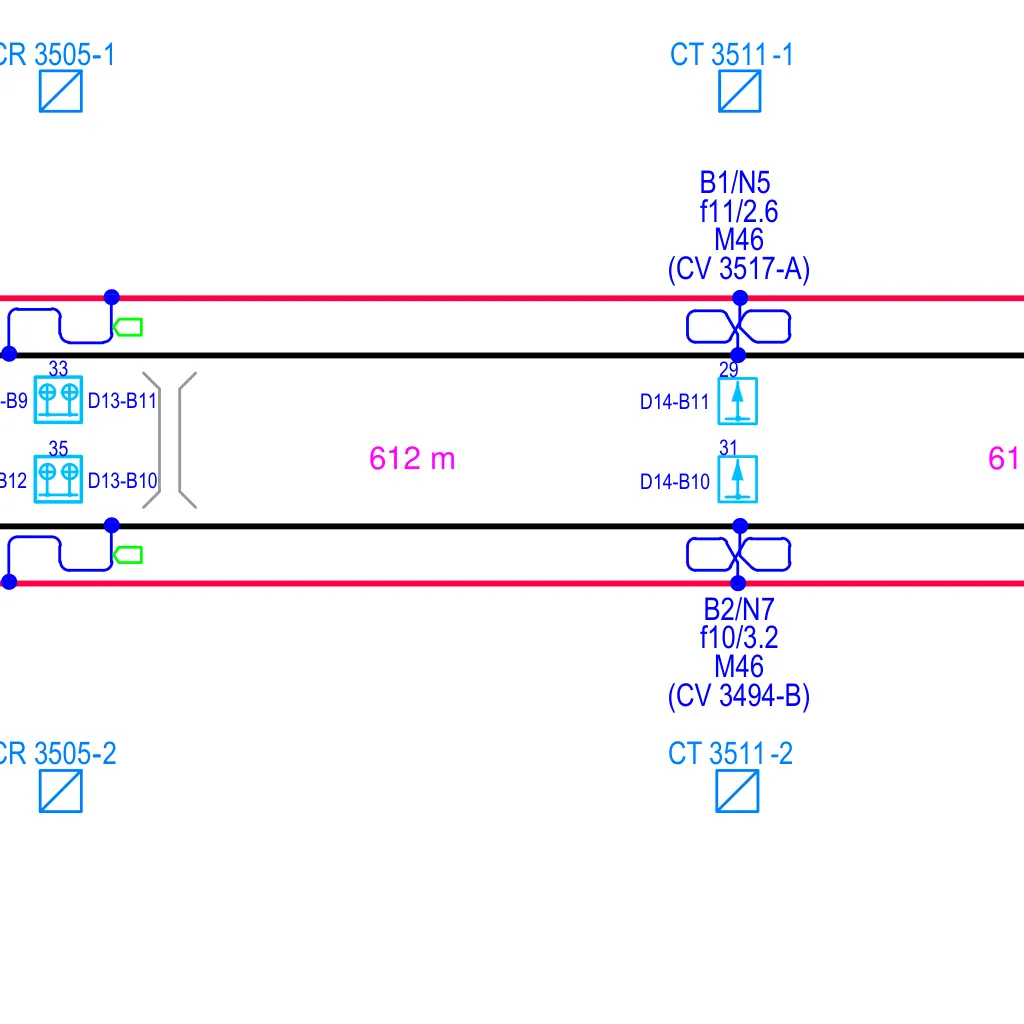 CR 3505-1
CT 3511-1
B1/N5
f11/2.6
M46
(CV 3517-A)
33
-B9
D13-B11
29
D14-B11
35
B12
D13-B10
612 m
31
D14-B10
61
B2/N7
f10/3.2
M46
(CV 3494-B)
CR 3505-2
CT 3511-2